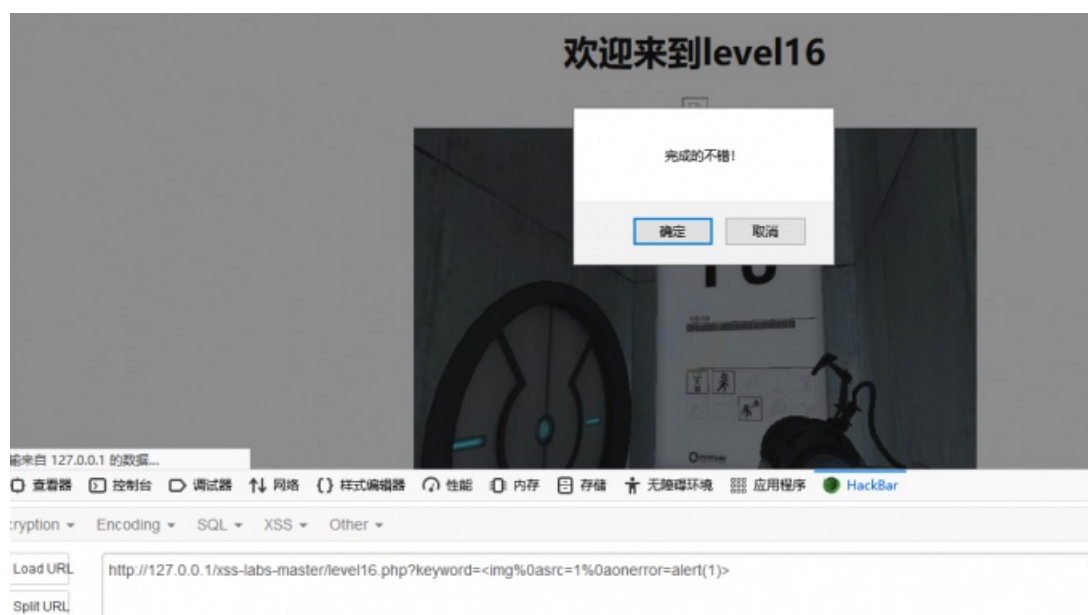 欢迎来到level16
完成的不错!
确定 取消
输来自 127.0.0.1 的数据...
查看器 控制台 调试器 网络 {} 样式编辑器 性能 内存 存储 无障碍环境 应用程序 HackBar
cryption Encoding SQL XSS Other
Load URL
http://127.0.0.1/xss-labs-master/level16.php?keyword=<img%0asrc=1%0aonerror=alert(1)>
Split URL